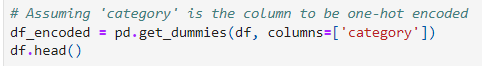 # Assuming 'category' is the column to be one-hot encoded
df_encoded = pd.get_dummies(df, columns=['category'])
df.head()